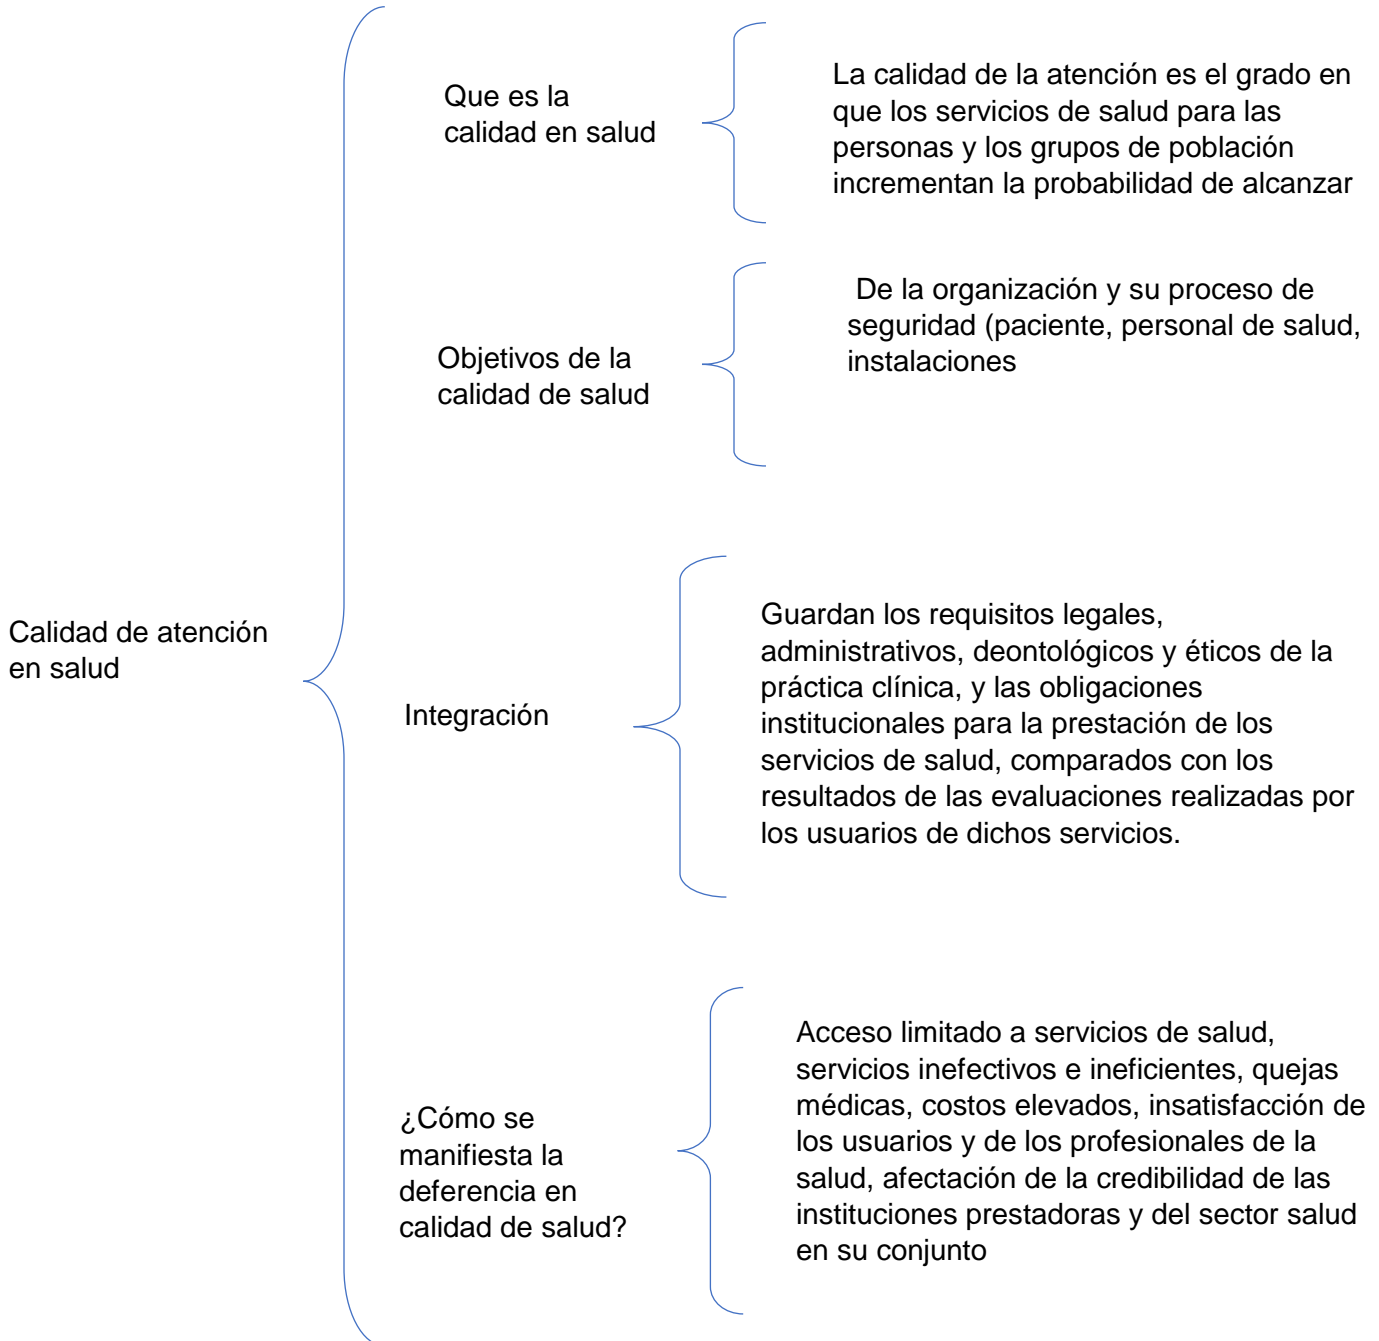 Calidad de atención
en salud
Que es la
calidad en salud
La calidad de la atención es el grado en
que los servicios de salud para las
personas y los grupos de población
incrementan la probabilidad de alcanzar
Objetivos de la
calidad de salud
De la organización y su proceso de
seguridad (paciente, personal de salud,
instalaciones
Integración
Guardan los requisitos legales,
administrativos, deontológicos y éticos de la
práctica clínica, y las obligaciones
institucionales para la prestación de los
servicios de salud, comparados con los
resultados de las evaluaciones realizadas por
los usuarios de dichos servicios.
¿Cómo se
manifiesta la
deferencia en
calidad de salud?
Acceso limitado a servicios de salud,
servicios inefectivos e ineficientes, quejas
médicas, costos elevados, insatisfacción de
los usuarios y de los profesionales de la
salud, afectación de la credibilidad de las
instituciones prestadoras y del sector salud
en su conjunto